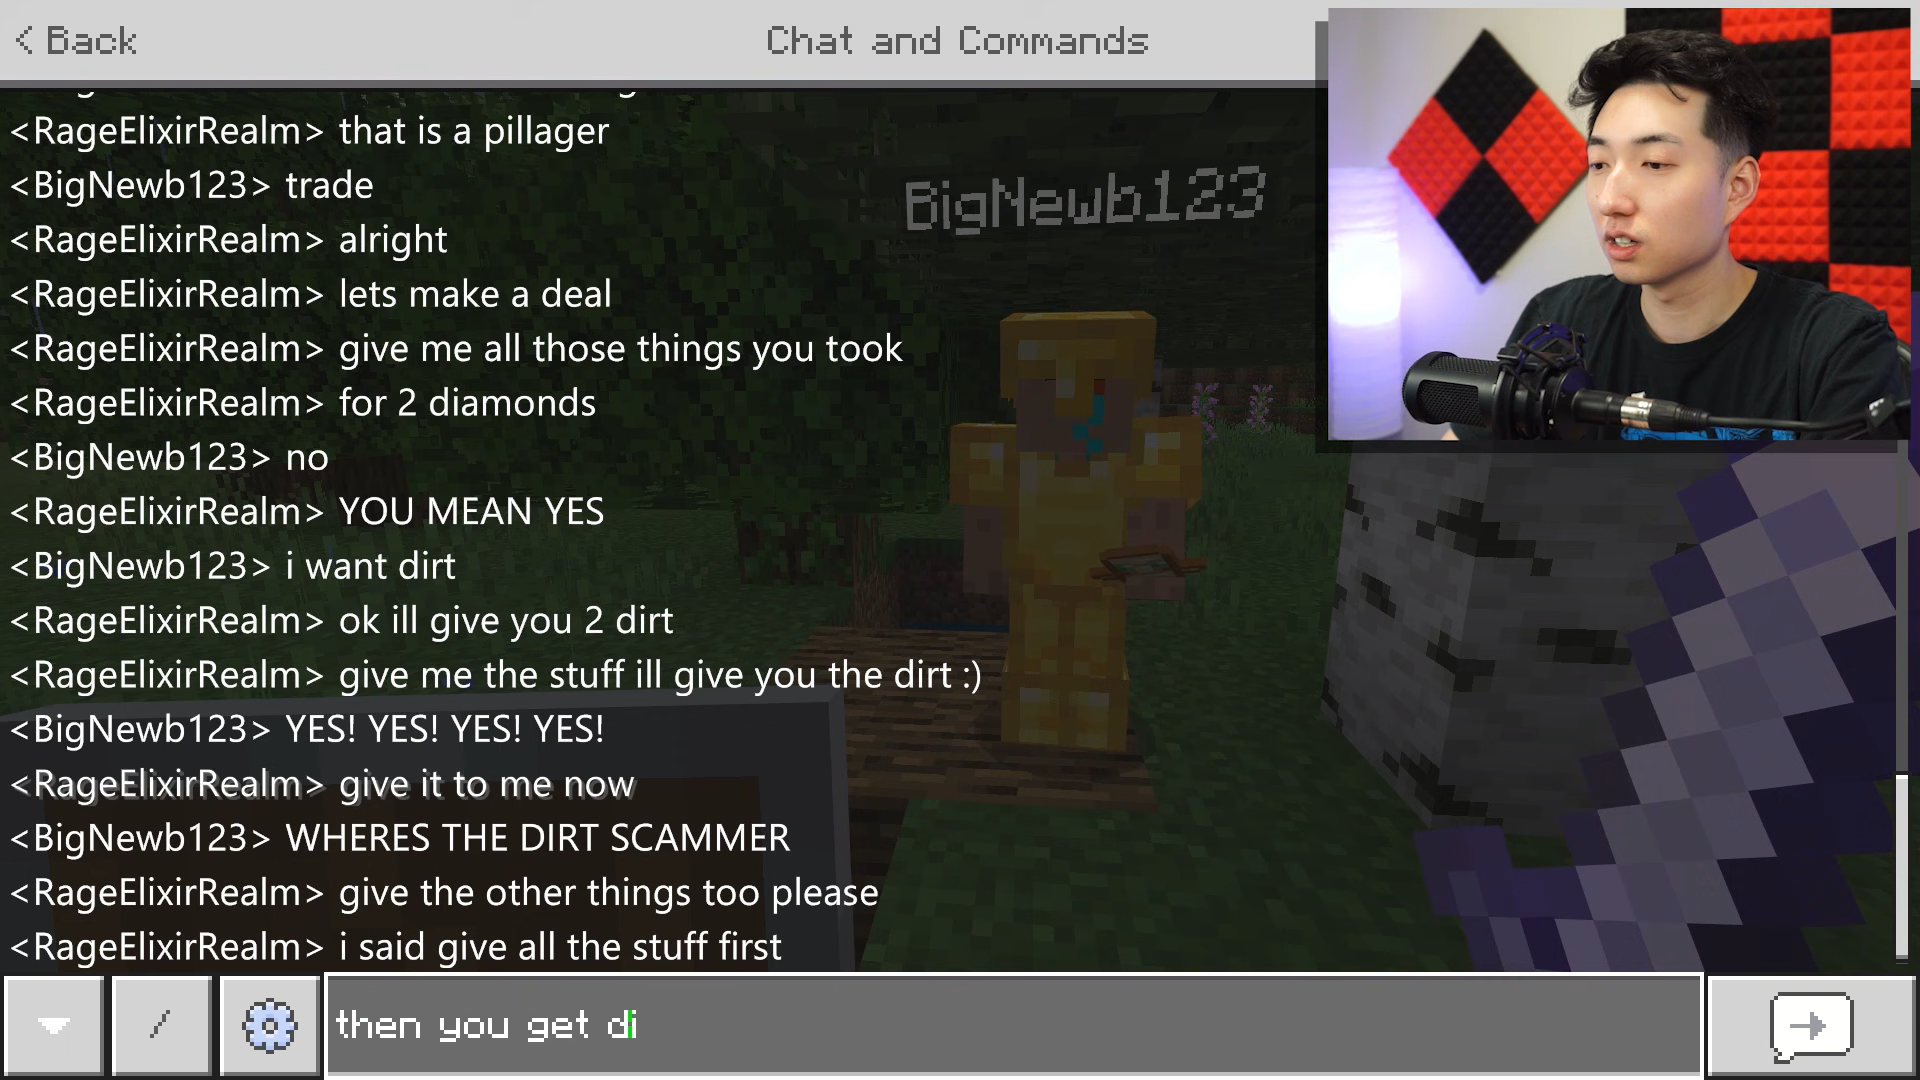 Back
Chat and Commands
<RageElixirRealm> that is a pillager
<BigNewb123> trade
<RageElixirRealm> alright
<RageElixirRealm> lets make a deal
<RageElixirRealm> give me all those things you took
<RageElixirRealm> for 2 diamonds
<BigNewb123> no
<RageElixirRealm> YOU MEAN YES
<BigNewb123> i want dirt
<RageElixirRealm> ok ill give you 2 dirt
<RageElixirRealm> give me the stuff ill give you the dirt :)
<BigNewb123> YES! YES! YES! YES!
<RageElixirRealm> give it to me now
<BigNewb123> WHERES THE DIRT SCAMMER
<RageElixirRealm> give the other things too please
<RageElixirRealm> i said give all the stuff first
BigNewb123
/
then you get di